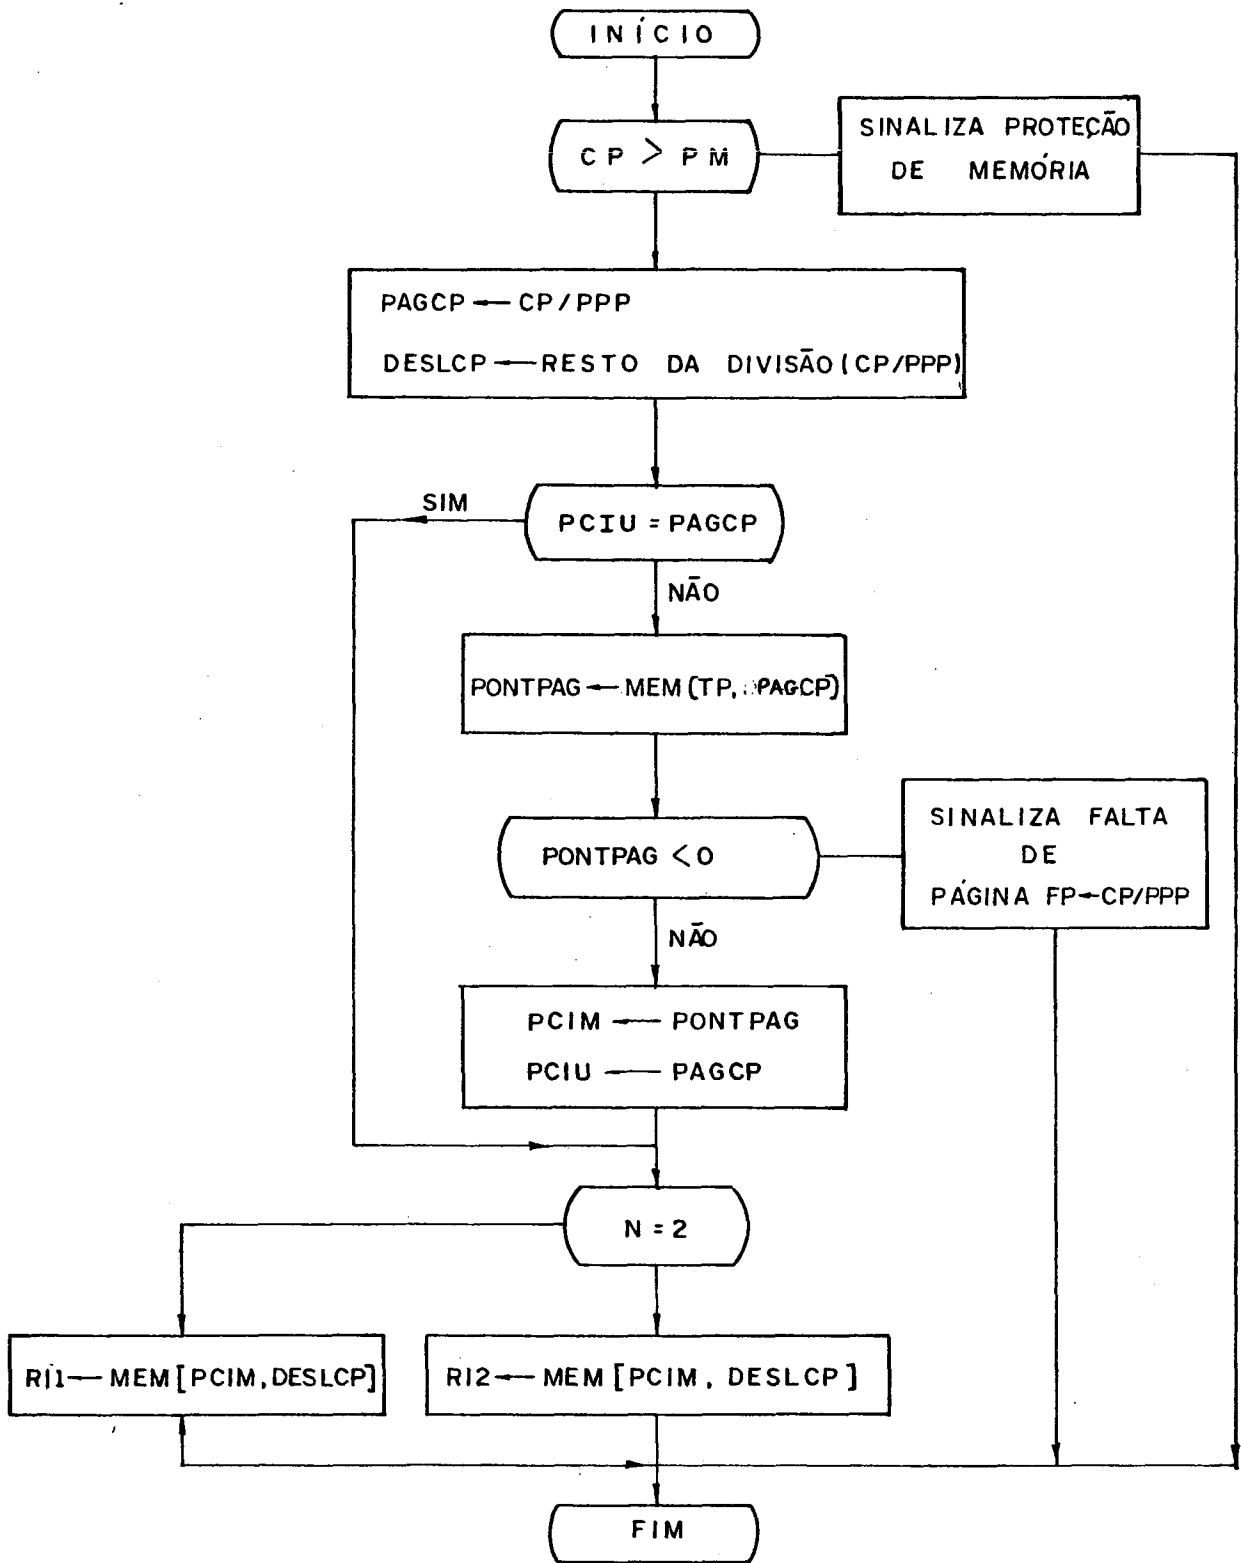 INÍCIO
CP > PM
SINALIZA PROTEÇÃO
DE MEMÓRIA
PAGCP ← CP/PPP
DESLCP ← RESTO DA DIVISÃO (CP/PPP)
SIM
PCIU = PAGCP
NÃO
PONTPAG ← MEM(TP, PAGCP)
PONTPAG < 0
SINALIZA FALTA
DE
PÁGINA FP ← CP/PPP
NÃO
PCIM ← PONTPAG
PCIU ← PAGCP
N = 2
RI1 ← MEM [PCIM, DESLCP]
RI2 ← MEM [PCIM, DESLCP]
FIM